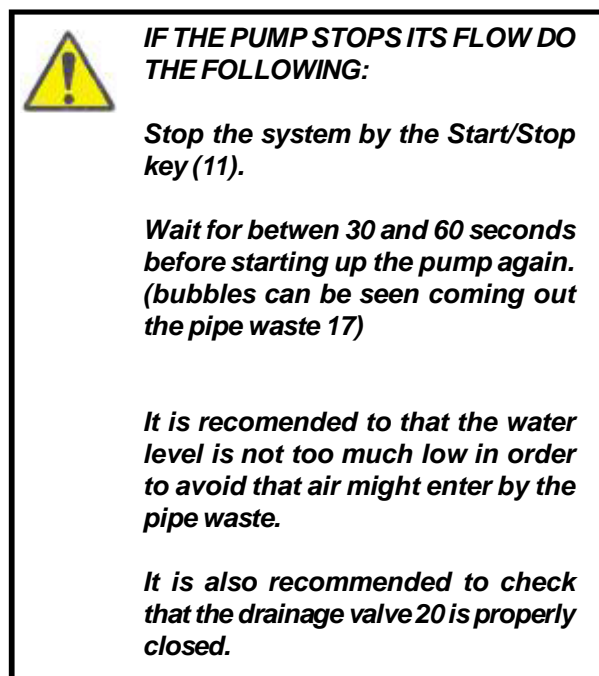 IF THE PUMP STOPS ITS FLOW DO
THE FOLLOWING:
Stop the system by the Start/Stop
key (11).
Wait for betwen 30 and 60 seconds
before starting up the pump again.
(bubbles can be seen coming out
the pipe waste 17)
It is recomended to that the water
level is not too much low in order
to avoid that air might enter by the
pipe waste.
It is also recommended to check
that the drainage valve 20 is properly
closed.